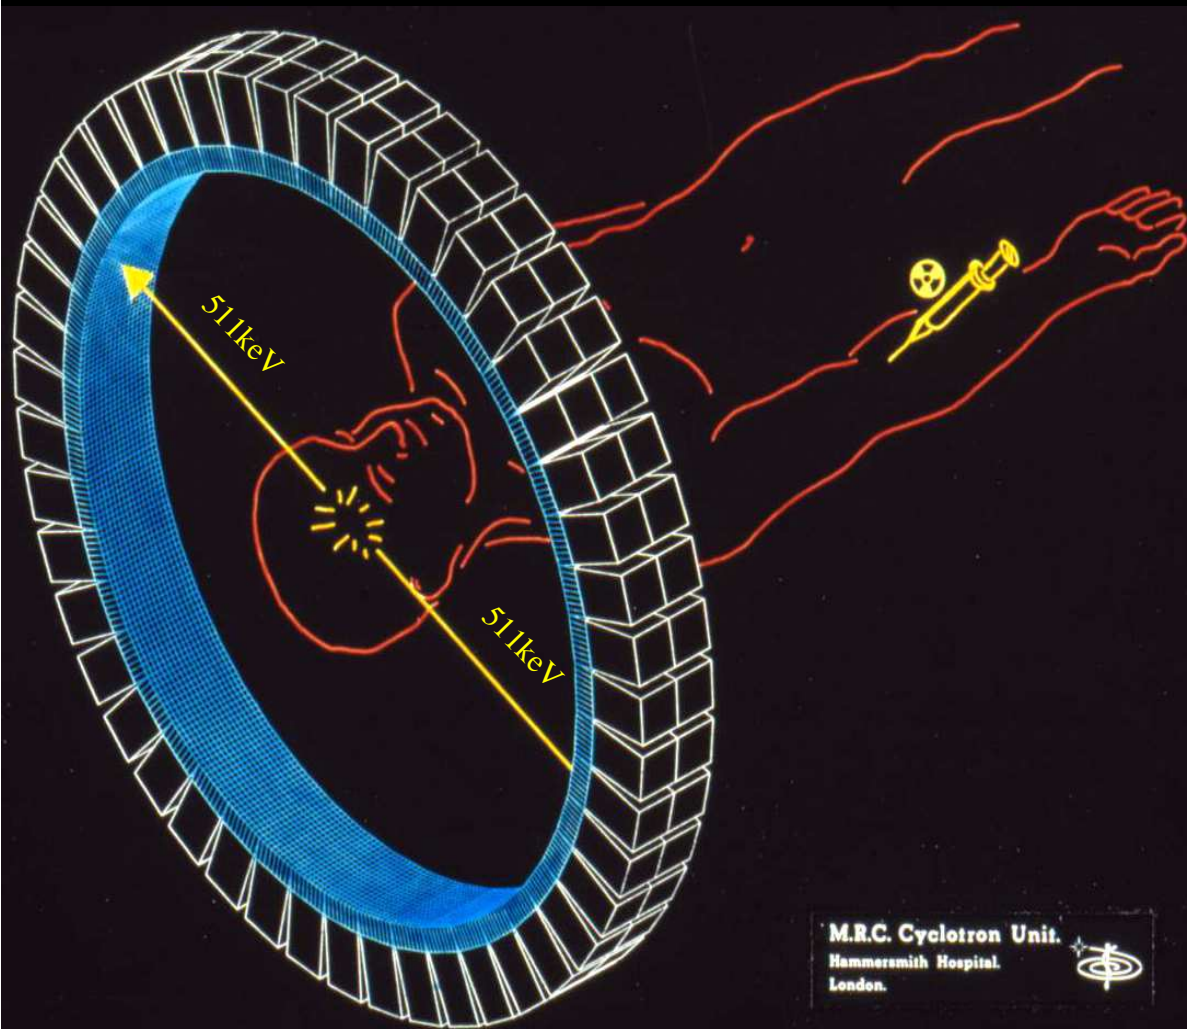 511keV
511keV
M.R.C. Cyclotron Unit.
Hammersmith Hospital.
London.